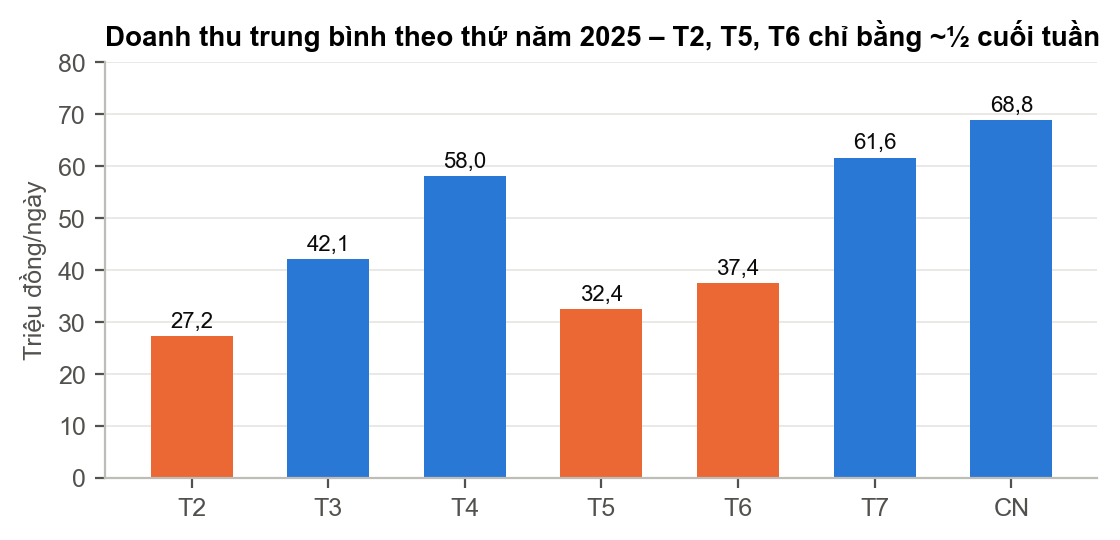 Doanh thu trung bình theo thứ năm 2025 – T2, T5, T6 chỉ bằng ~½ cuối tuần
Triệu đồng/ngày
80
70
60
50
40
30
20
10
0
27,2
42,1
58,0
32,4
37,4
61,6
68,8
T2
T3
T4
T5
T6
T7
CN